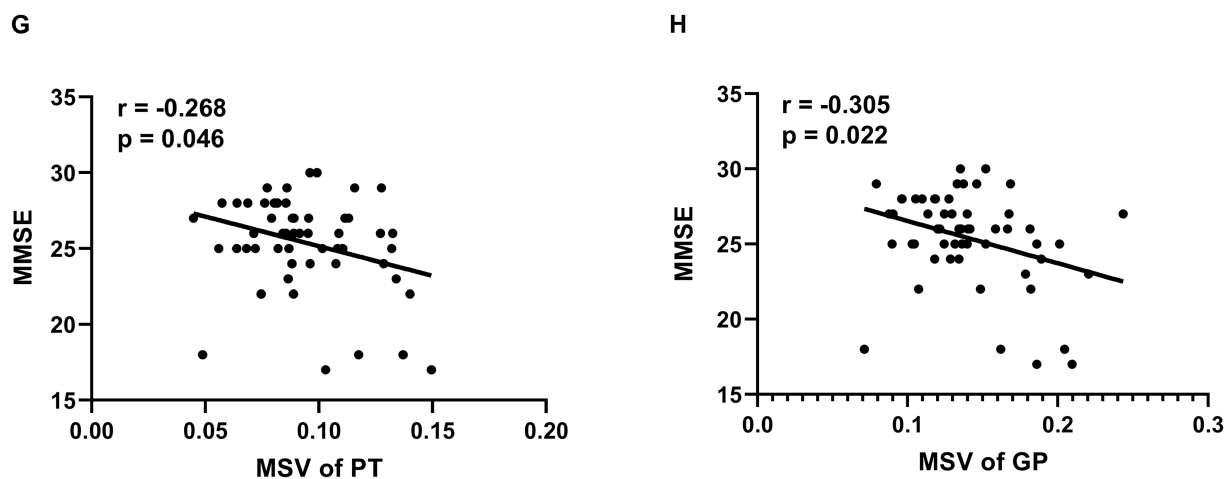 G
r = -0.268
p = 0.046
35
30
25
20
15
MMSE
0.00 0.05 0.10 0.15 0.20
MSV of PT
H
r = -0.305
p = 0.022
35
30
25
20
15
MMSE
0.0 0.1 0.2 0.3
MSV of GP